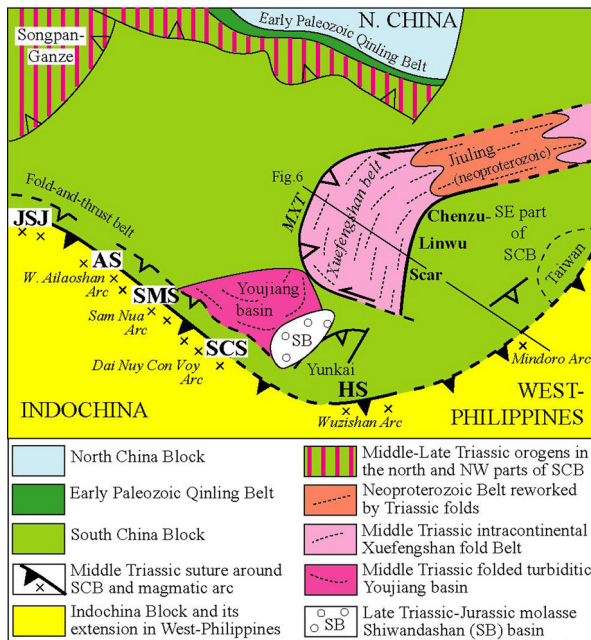 N. CHINA
Early Paleozoic
Qinling Belt
Songpan-
Ganze
Jiuling
(neoproterozoic)
Fig.6
MXT
Xuefengshan belt
Fold-and-thrust belt
Chenzu-
Linwu
Scar
SE part
of
SCB
Taiwan
JSJ
AS
W. Ailaoshan
Arc
SMS
Sam Nua Arc
Youjiang
basin
SB
SCS
Dai Nuy Con Voy
Arc
Yunkai
HS
Wuzishan Arc
Mindoro Arc
INDOCHINA
WEST-
PHILIPPINES
North China Block
Early Paleozoic Qinling Belt
South China Block
Middle Triassic suture around
SCB and magmatic arc
Indochina Block and its
extension in West-Philippines
Middle-Late Triassic orogens in
the north and NW parts of SCB
Neoproterozoic Belt reworked
by Triassic folds
Middle Triassic intracontinental
Xuefengshan fold Belt
Middle Triassic folded turbiditic
Youjiang basin
SB
Late Triassic-Jurassic molasse
Shiwandashan (SB) basin